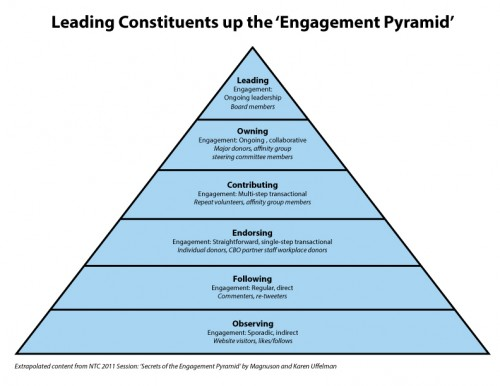 Leading Constituents up the ‘Engagement Pyramid’
Leading
Engagement:
Ongoing leadership
Board members
Owning
Engagement: Ongoing , collaborative
Major donors, affinity group
steering committee members
Contributing
Engagement: Multi-step transactional
Repeat volunteers, affinity group members
Endorsing
Engagement: Straightforward, single-step transactional
Individual donors, CBO partner staff workplace donors
Following
Engagement: Regular, direct
Commenters, re-tweeters
Observing
Engagement: Sporadic, indirect
Website visitors, likes/follows
Extrapolated content from NTC 2011 Session: ‘Secrets of the Engagement Pyramid’ by Magnuson and Karen Uffelman